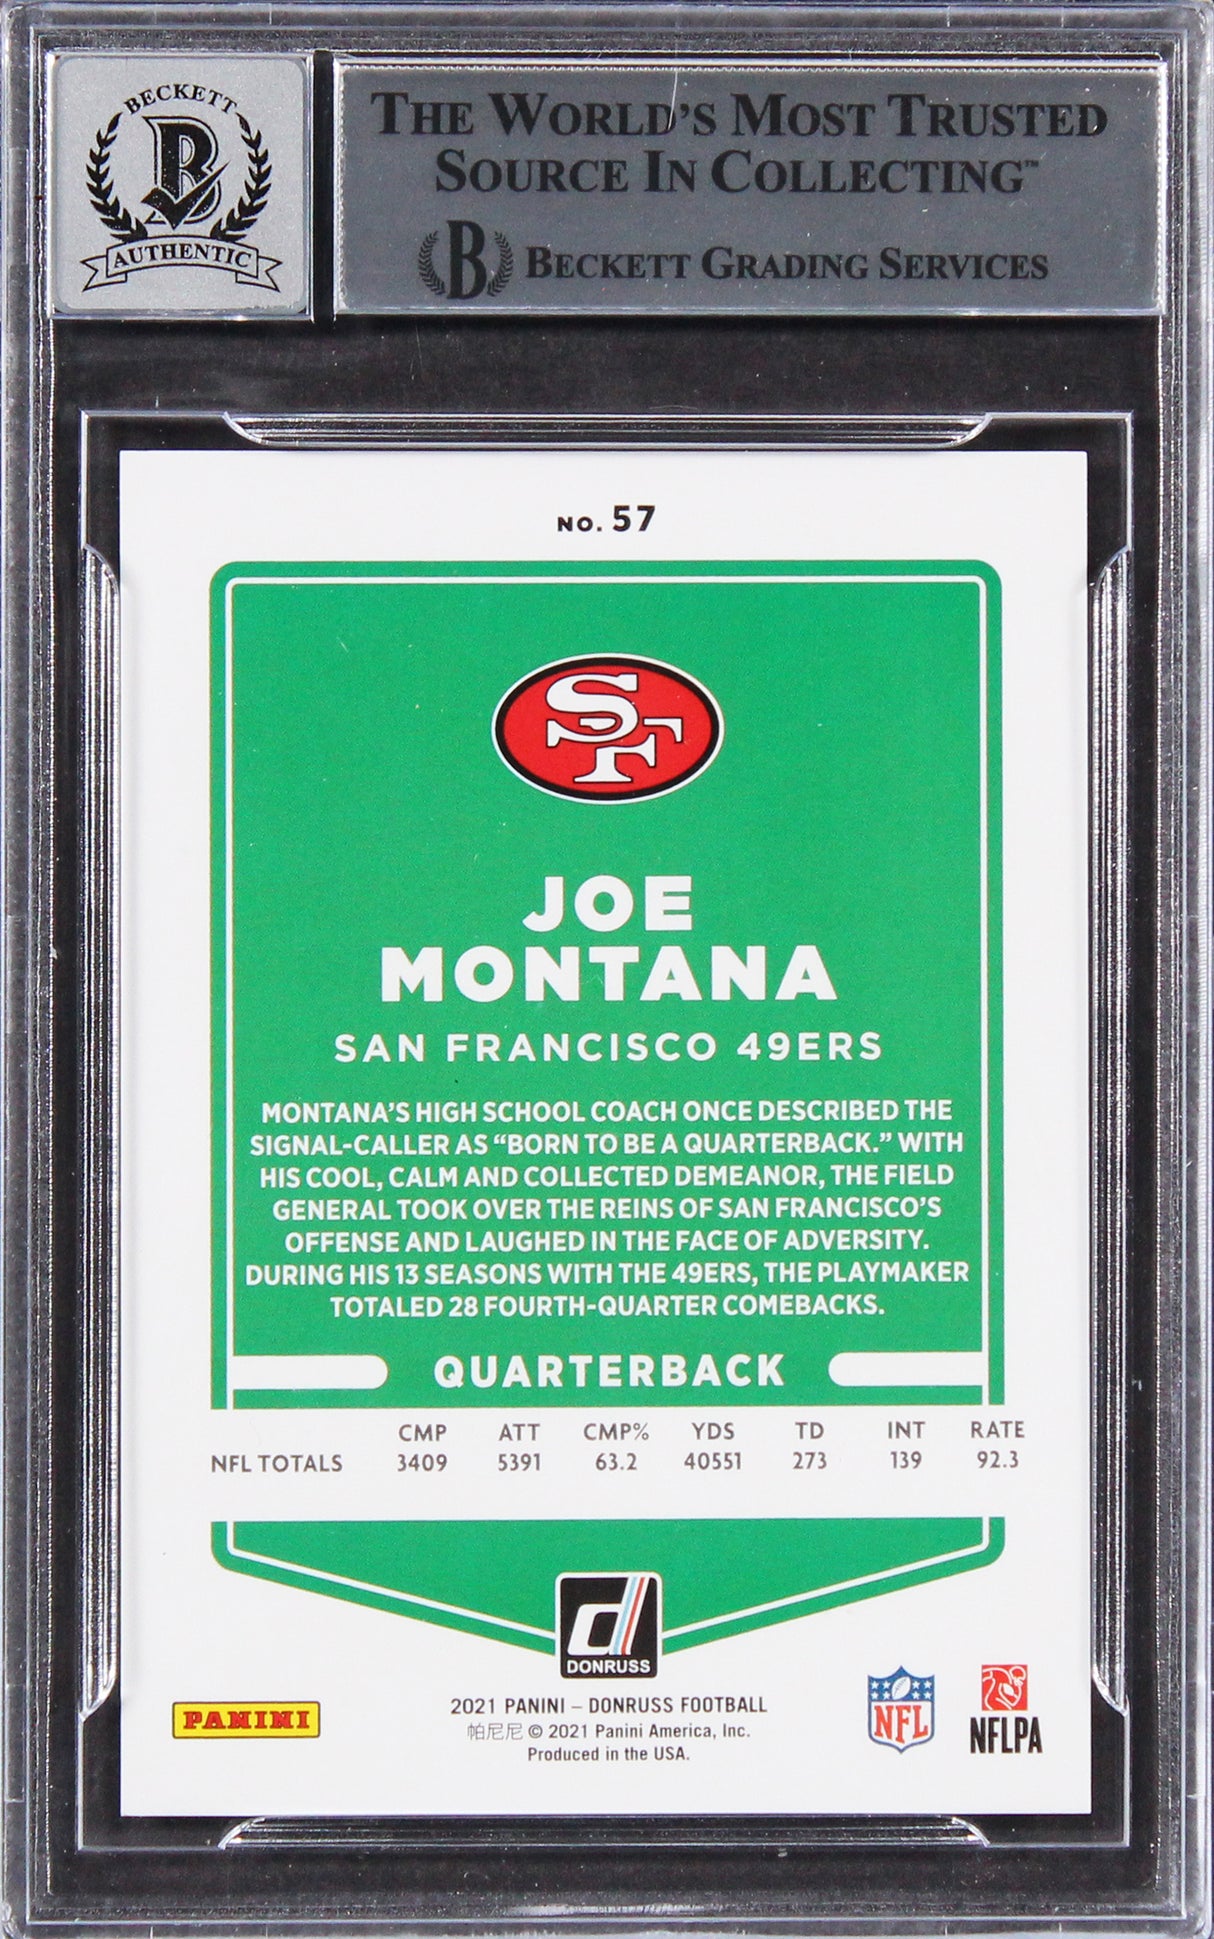 BECKETT
B
AUTHENTIC
THE WORLD'S MOST TRUSTED
SOURCE IN COLLECTING™
B BECKETT GRADING SERVICES
NO. 57
SF
JOE
MONTANA
SAN FRANCISCO 49ERS
MONTANA'S HIGH SCHOOL COACH ONCE DESCRIBED THE
SIGNAL-CALLER AS “BORN TO BE A QUARTERBACK.” WITH
HIS COOL, CALM AND COLLECTED DEMEANOR, THE FIELD
GENERAL TOOK OVER THE REINS OF SAN FRANCISCO'S
OFFENSE AND LAUGHED IN THE FACE OF ADVERSITY.
DURING HIS 13 SEASONS WITH THE 49ERS, THE PLAYMAKER
TOTALED 28 FOURTH-QUARTER COMEBACKS.
QUARTERBACK
CMP ATT CMP% YDS TD INT RATE
NFL TOTALS 3409 5391 63.2 40551 273 139 92.3
d
DONRUSS
PANINI
2021 PANINI – DONRUSS FOOTBALL
帕尼尼 © 2021 Panini America, Inc.
Produced in the USA.
NFL
NFLPA